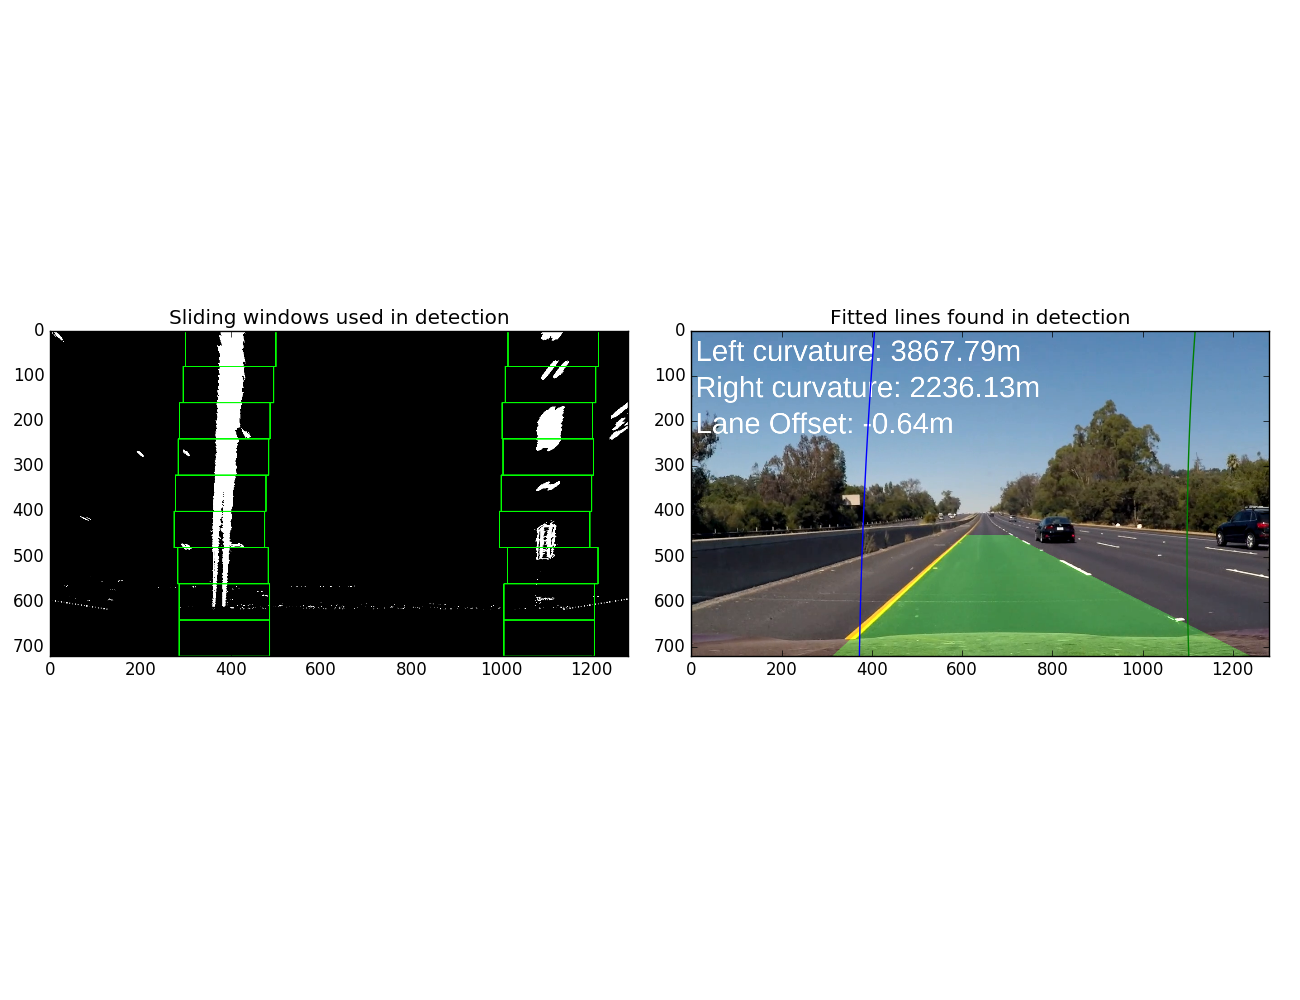 Sliding windows used in detection
0
100
200
300
400
500
600
700
0 200 400 600 800 1000 1200
Fitted lines found in detection
0
100
200
300
400
500
600
700
0 200 400 600 800 1000 1200
Left curvature: 3867.79m
Right curvature: 2236.13m
Lane Offset: -0.64m